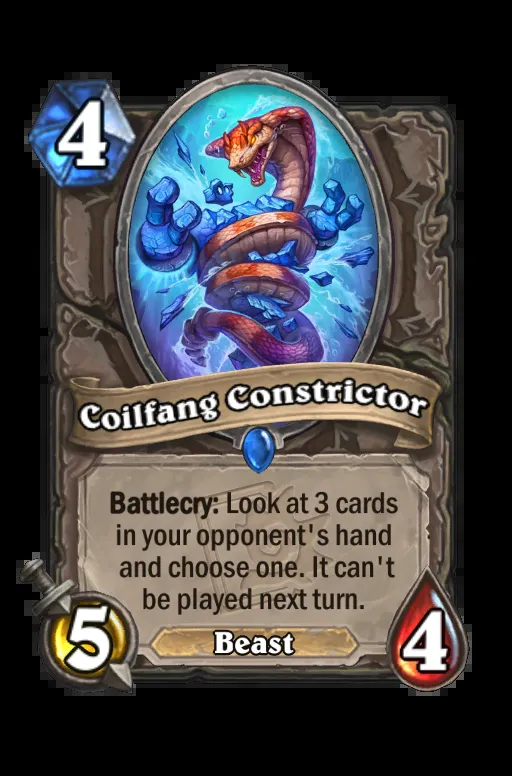 4
Coilfang Constrictor
Battlecry: Look at 3 cards
in your opponent's hand
and choose one. It can't
be played next turn.
5
Beast
4